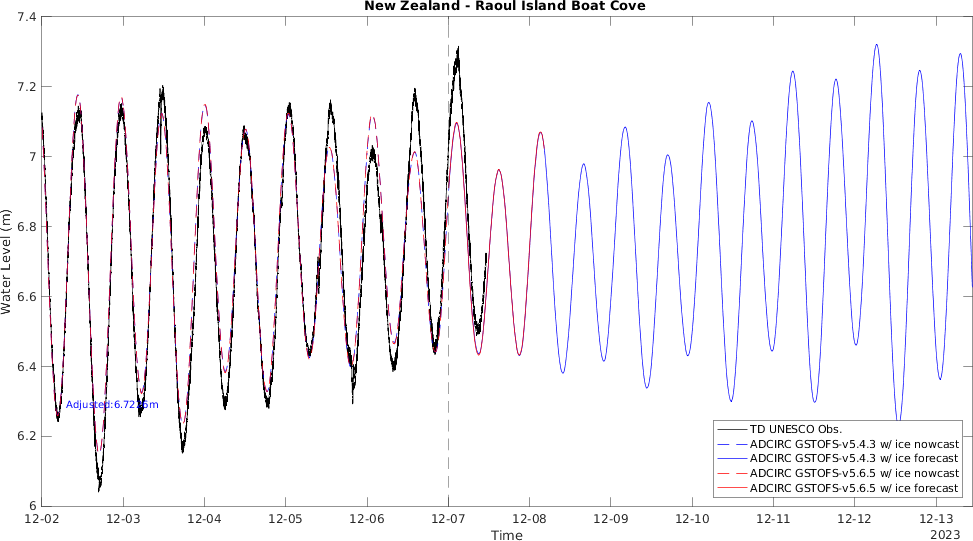 New Zealand - Raoul Island Boat Cove
7.4
7.2
7
6.8
6.6
6.4
6.2
6
Water Level (m)
Adjusted:6.7225m
TD UNESCO Obs.
ADCIRC GSTOFS-v5.4.3 w/ ice nowcast
ADCIRC GSTOFS-v5.4.3 w/ ice forecast
ADCIRC GSTOFS-v5.6.5 w/ ice nowcast
ADCIRC GSTOFS-v5.6.5 w/ ice forecast
12-02 12-03 12-04 12-05 12-06 12-07 12-08 12-09 12-10 12-11 12-12 12-13
Time
2023